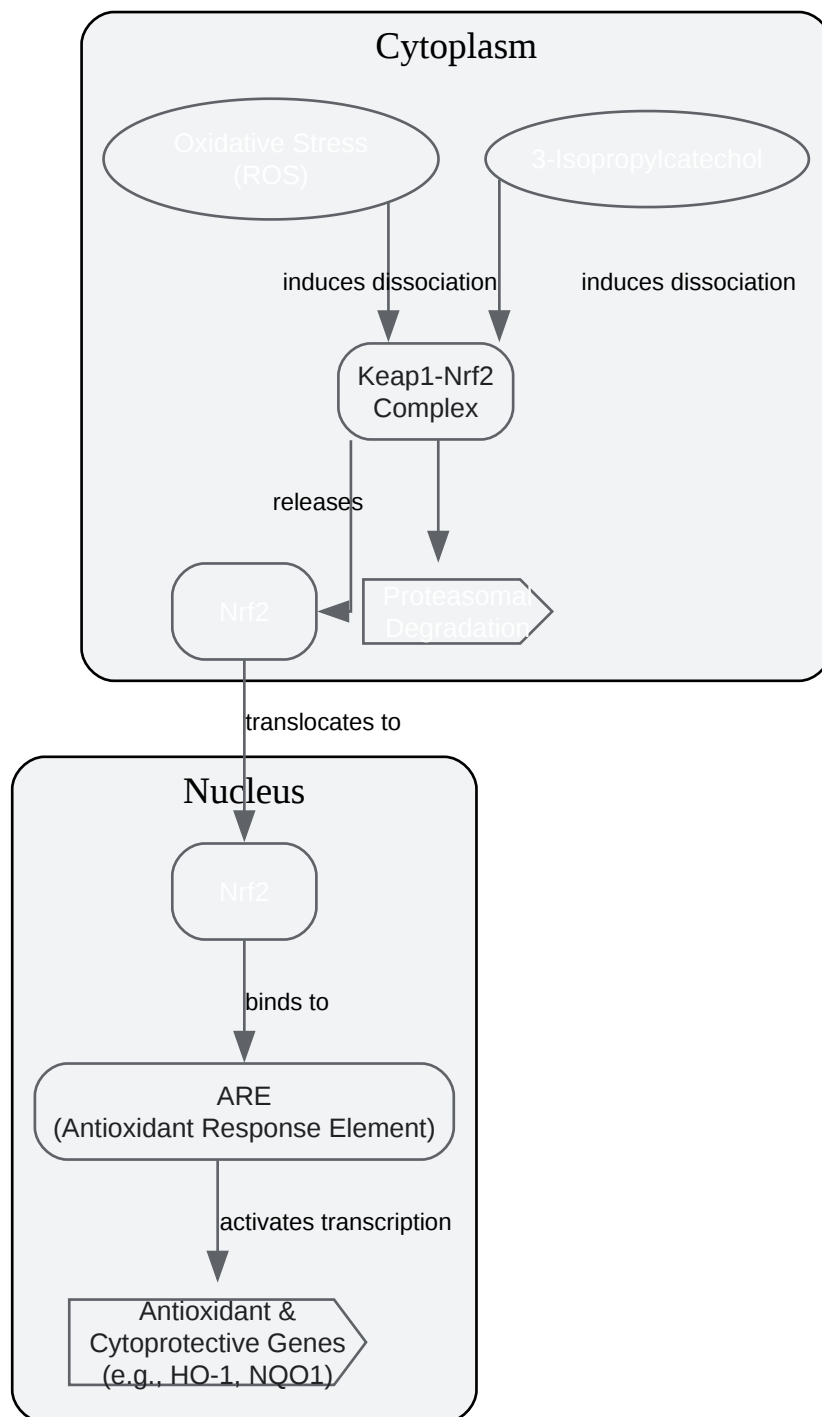 Cytoplasm
Oxidative Stress
(ROS)
3-Isopropylcatechol
induces dissociation
induces dissociation
Keap1-Nrf2
Complex
releases
Nrf2
Proteasomal
Degradation
translocates to
Nucleus
Nrf2
binds to
ARE
(Antioxidant Response Element)
activates transcription
Antioxidant &
Cytoprotective Genes
(e.g., HO-1, NQO1)